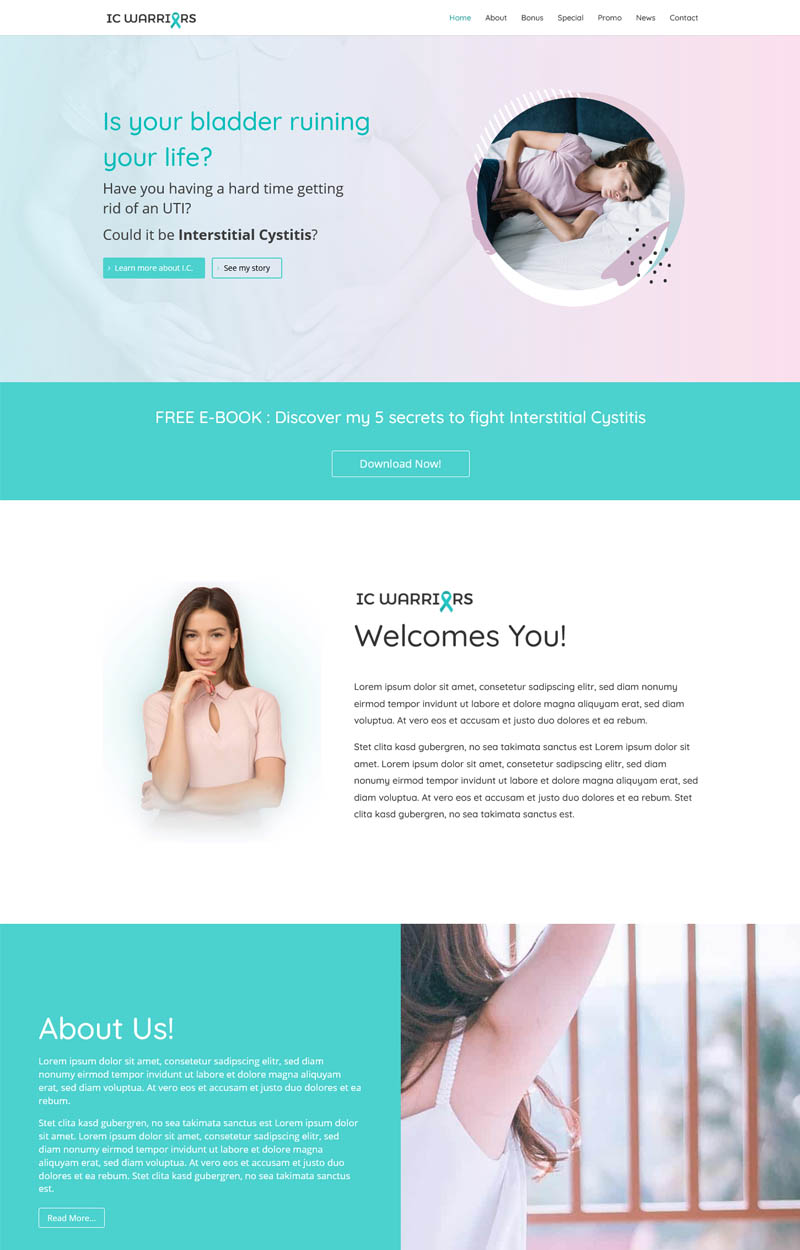 IC WARRIORS
Home About Bonus Special Promo News Contact
Is your bladder ruining
your life?
Have you having a hard time getting
rid of an UTI?
Could it be Interstitial Cystitis?
› Learn more about I.C.
› See my story
FREE E-BOOK : Discover my 5 secrets to fight Interstitial Cystitis
Download Now!
IC WARRIORS
Welcomes You!
Lorem ipsum dolor sit amet, consetetur sadipscing elitr, sed diam nonumy
eirmod tempor invidunt ut labore et dolore magna aliquyam erat, sed diam
voluptua. At vero eos et accusam et justo duo dolores et ea rebum.
Stet clita kasd gubergren, no sea takimata sanctus est Lorem ipsum dolor sit
amet. Lorem ipsum dolor sit amet, consetetur sadipscing elitr, sed diam
nonumy eirmod tempor invidunt ut labore et dolore magna aliquyam erat, sed
diam voluptua. At vero eos et accusam et justo duo dolores et ea rebum. Stet
clita kasd gubergren, no sea takimata sanctus est.
About Us!
Lorem ipsum dolor sit amet, consetetur sadipscing elitr, sed diam
nonumy eirmod tempor invidunt ut labore et dolore magna aliquyam
erat, sed diam voluptua. At vero eos et accusam et justo duo dolores et ea
rebum.
Stet clita kasd gubergren, no sea takimata sanctus est Lorem ipsum dolor
sit amet. Lorem ipsum dolor sit amet, consetetur sadipscing elitr, sed
diam nonumy eirmod tempor invidunt ut labore et dolore magna
aliquyam erat, sed diam voluptua. At vero eos et accusam et justo duo
dolores et ea rebum. Stet clita kasd gubergren, no sea takimata sanctus
est.
Read More...